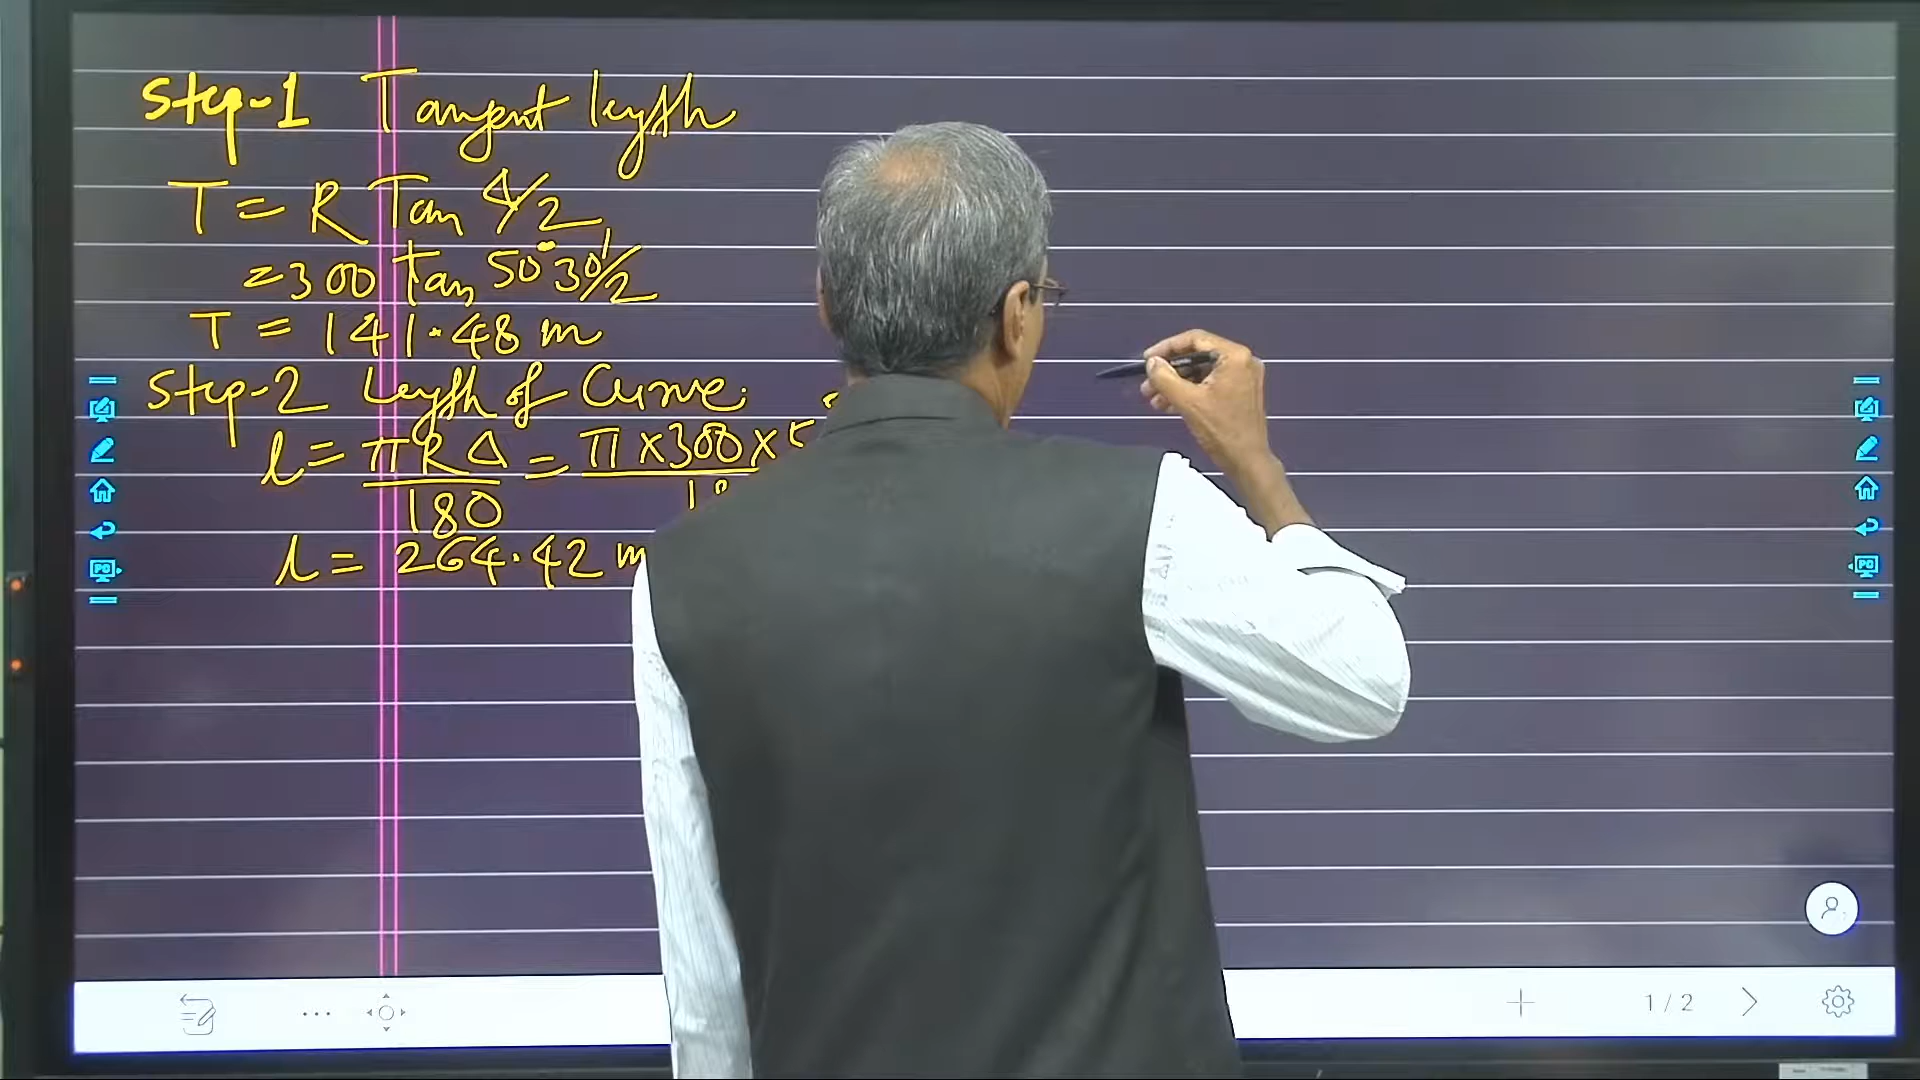 Step-1 Tangent length
T = R Tan Δ/2
= 300 tan 50°30'/2
T = 141.48 m
Step-2 Length of Curve:
l = πRΔ/180 = π×300×5
l = 264.42 m
1 / 2